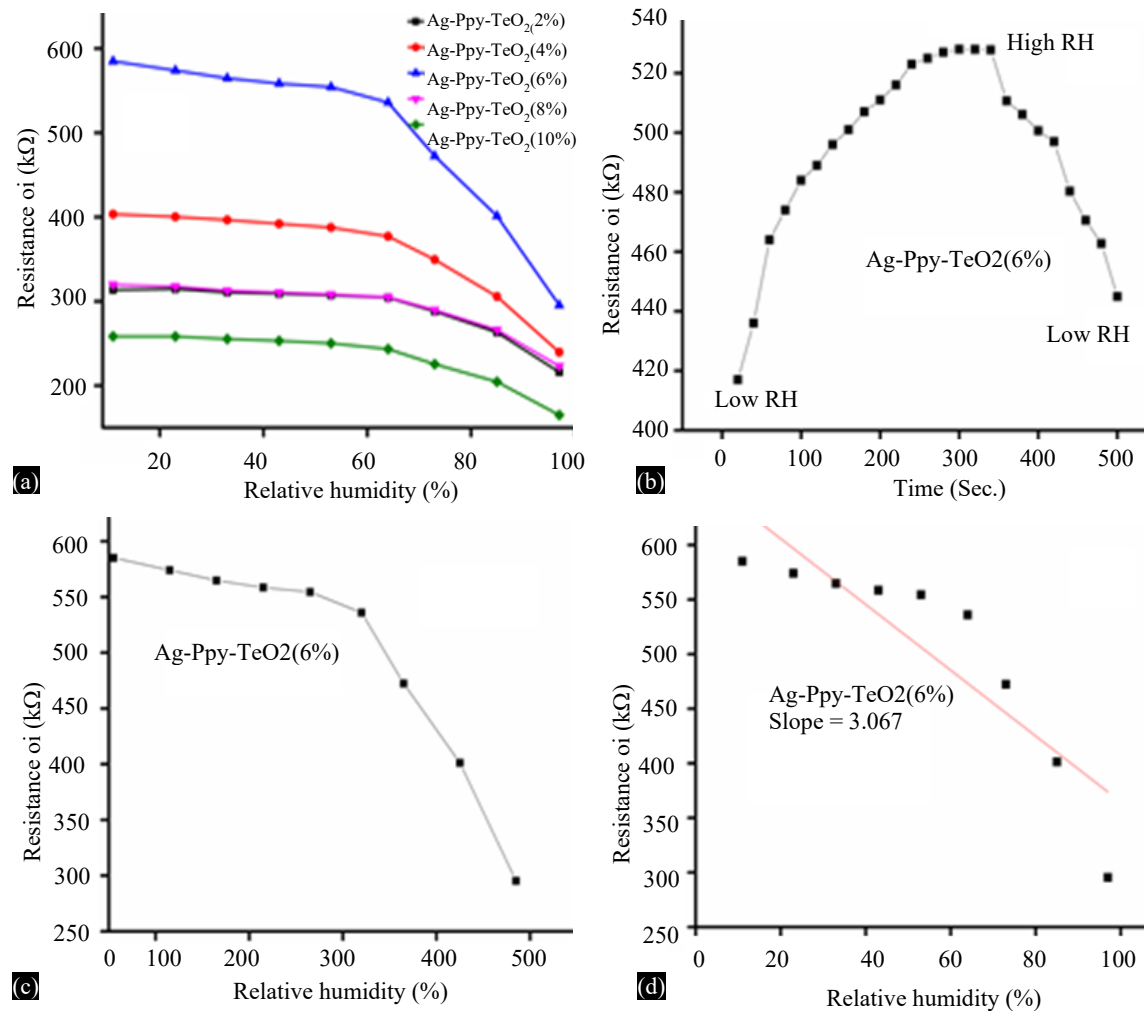 Ag-Ppy-TeO2(2%)
Ag-Ppy-TeO2(4%)
Ag-Ppy-TeO2(6%)
Ag-Ppy-TeO2(8%)
Ag-Ppy-TeO2(10%)
600
500
400
300
200
Resistance oi (kΩ)
20
40
60
80
100
Relative humidity (%)
(a)
540
520
500
480
460
440
420
400
Resistance oi (kΩ)
High RH
Ag-Ppy-TeO2(6%)
Low RH
Low RH
0
100
200
300
400
500
Time (Sec.)
(b)
600
550
500
450
400
350
300
250
Resistance oi (kΩ)
Ag-Ppy-TeO2(6%)
0
100
200
300
400
500
Relative humidity (%)
(c)
600
550
500
450
400
350
300
250
Resistance oi (kΩ)
Ag-Ppy-TeO2(6%)
Slope = 3.067
0
20
40
60
80
100
Relative humidity (%)
(d)